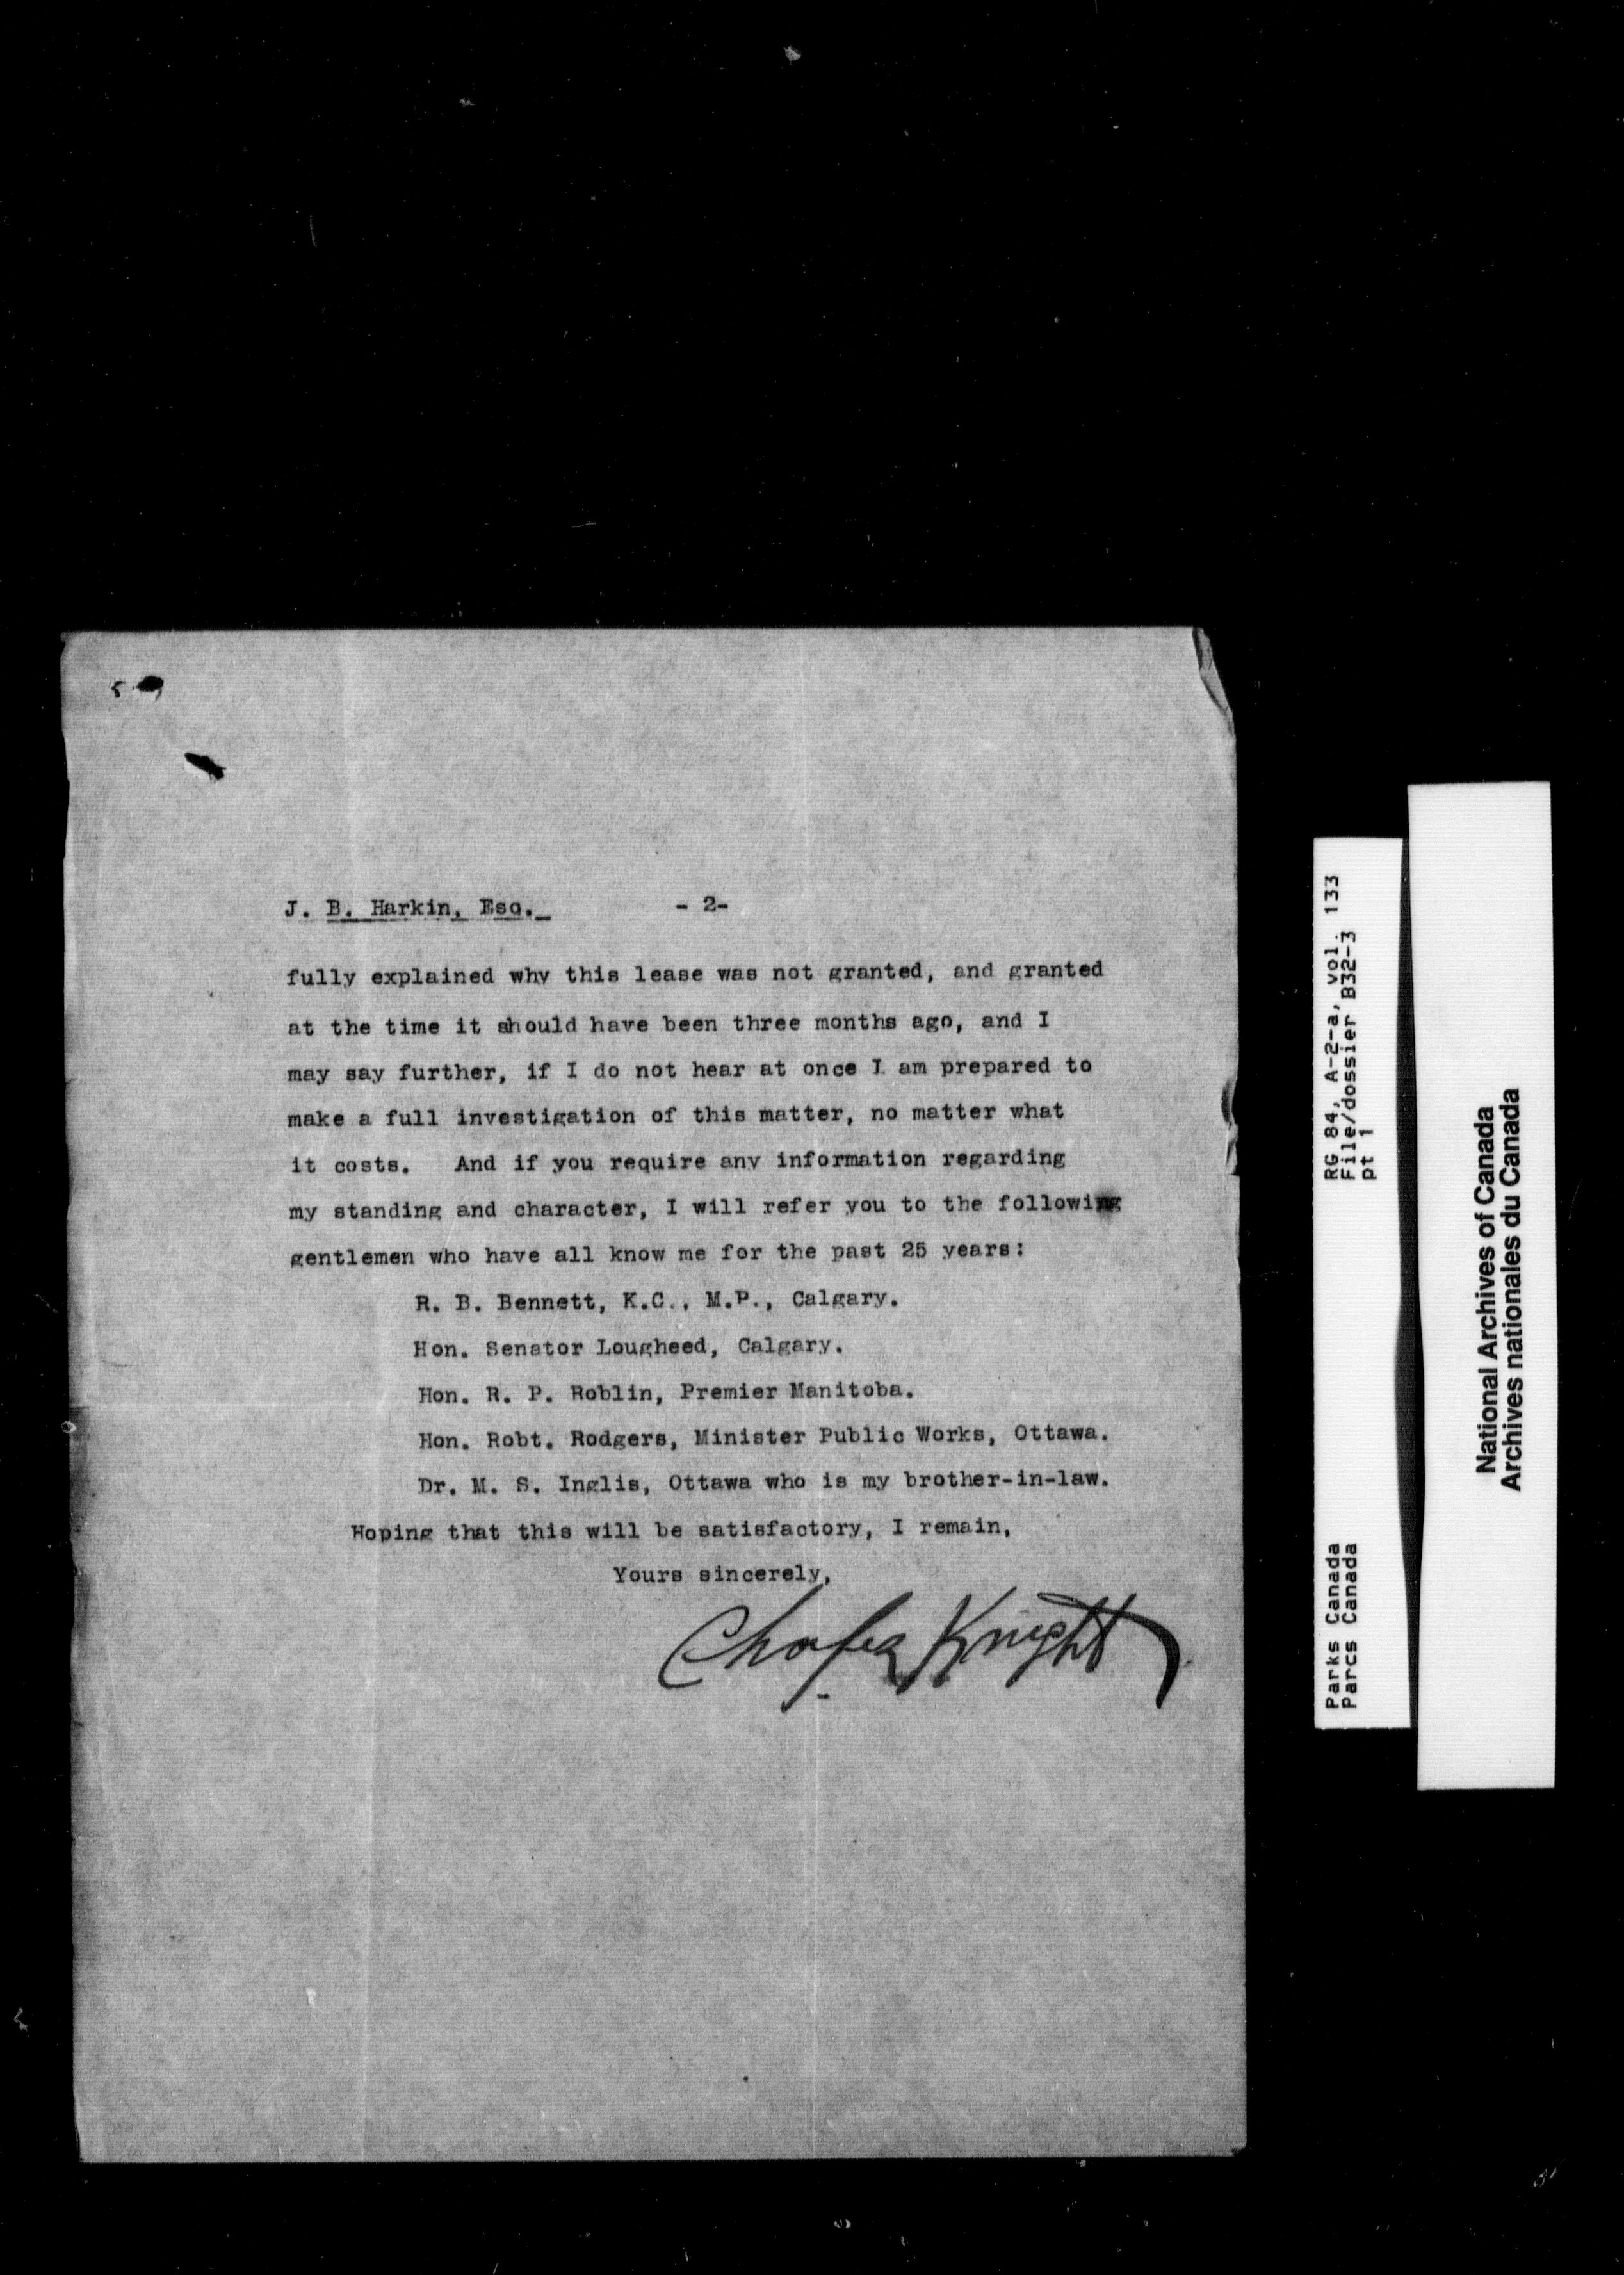 J. B. Harkin, Esq. - 2-
fully explained why this lease was not granted, and granted
at the time it should have been three months ago, and I
may say further, if I do not hear at once I am prepared to
make a full investigation of this matter, no matter what
it costs. And if you require any information regarding
my standing and character, I will refer you to the following
gentlemen who have all know me for the past 25 years:
R. B. Bennett, K.C., M.P., Calgary.
Hon. Senator Lougheed, Calgary.
Hon. R. P. Roblin, Premier Manitoba.
Hon. Robt. Rodgers, Minister Public Works, Ottawa.
Dr. M. S. Inglis, Ottawa who is my brother-in-law.
Hoping that this will be satisfactory, I remain,
Yours sincerely,
Knight
Parks Canada RG 84, A-2-a, vol. 133
Parcs Canada File/dossier B32-3
pt 1
National Archives of Canada
Archives nationales du Canada